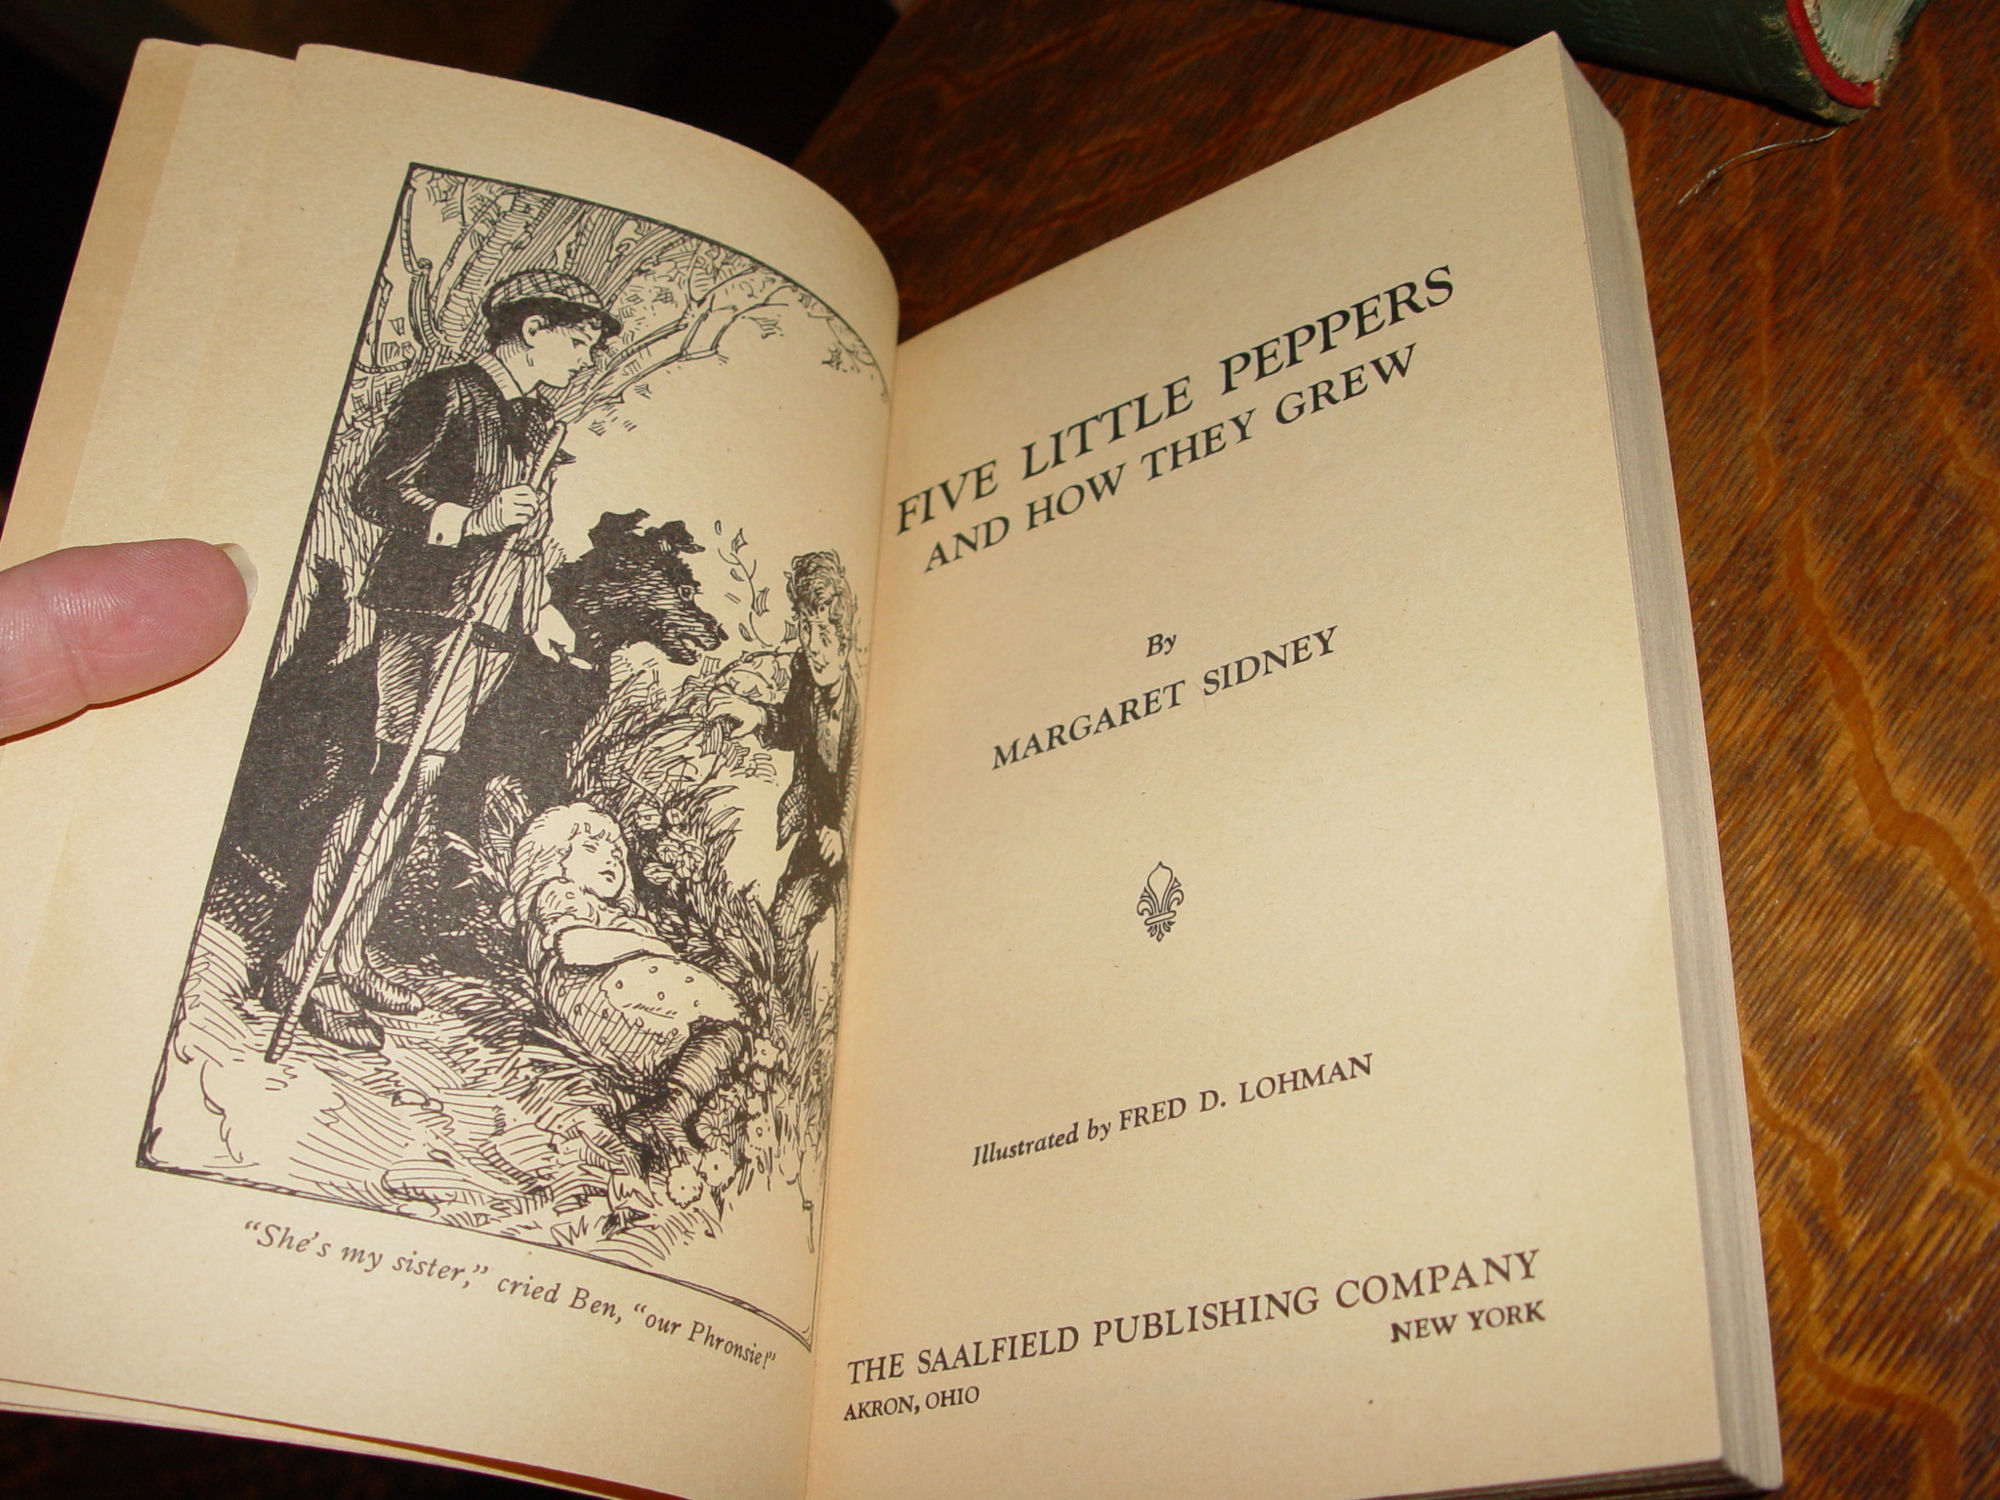 "She's my sister," cried Ben, "our Phronsie!"
FIVE LITTLE PEPPERS
AND HOW THEY GREW
By
MARGARET SIDNEY
Illustrated by FRED D. LOHMAN
THE SAALFIELD PUBLISHING COMPANY
AKRON, OHIO NEW YORK